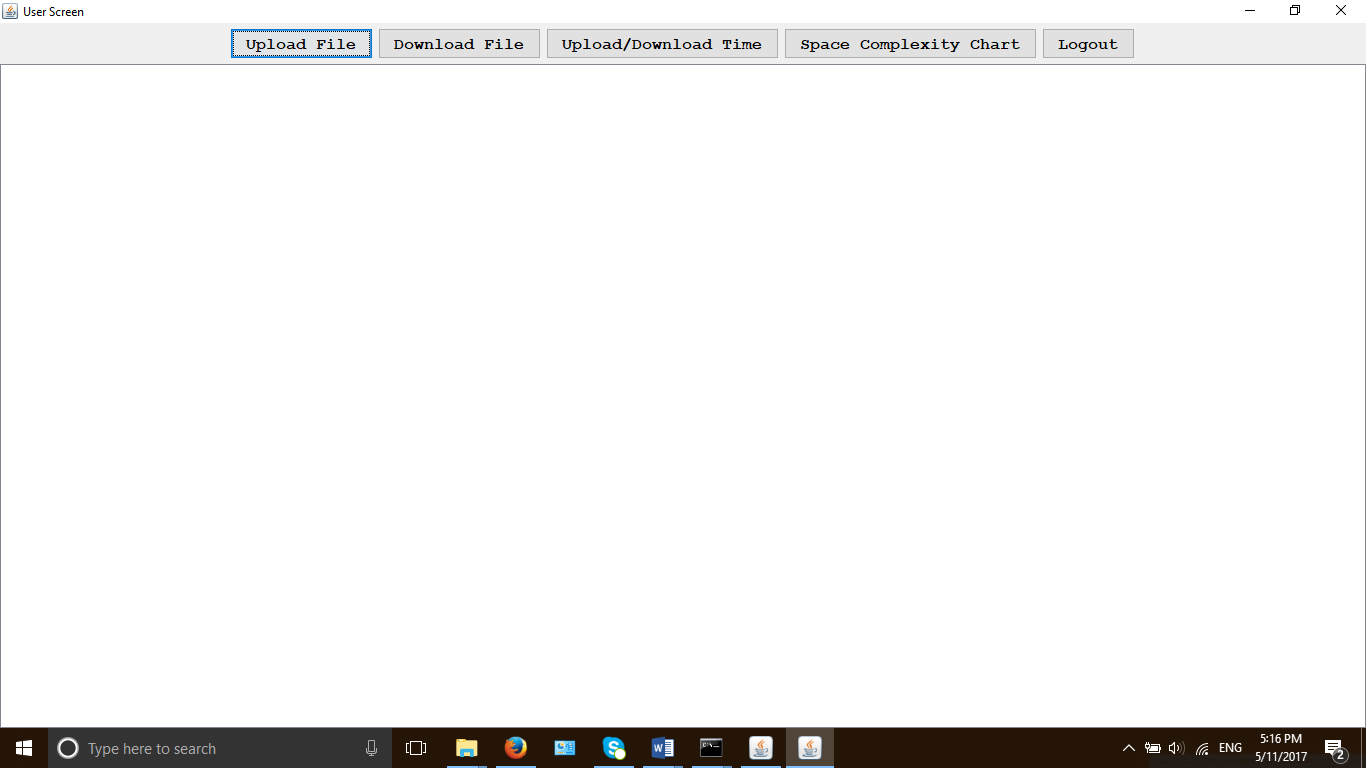 User Screen
Upload File Download File Upload/Download Time Space Complexity Chart Logout
Type here to search
ENG
5:16 PM
5/11/2017
2